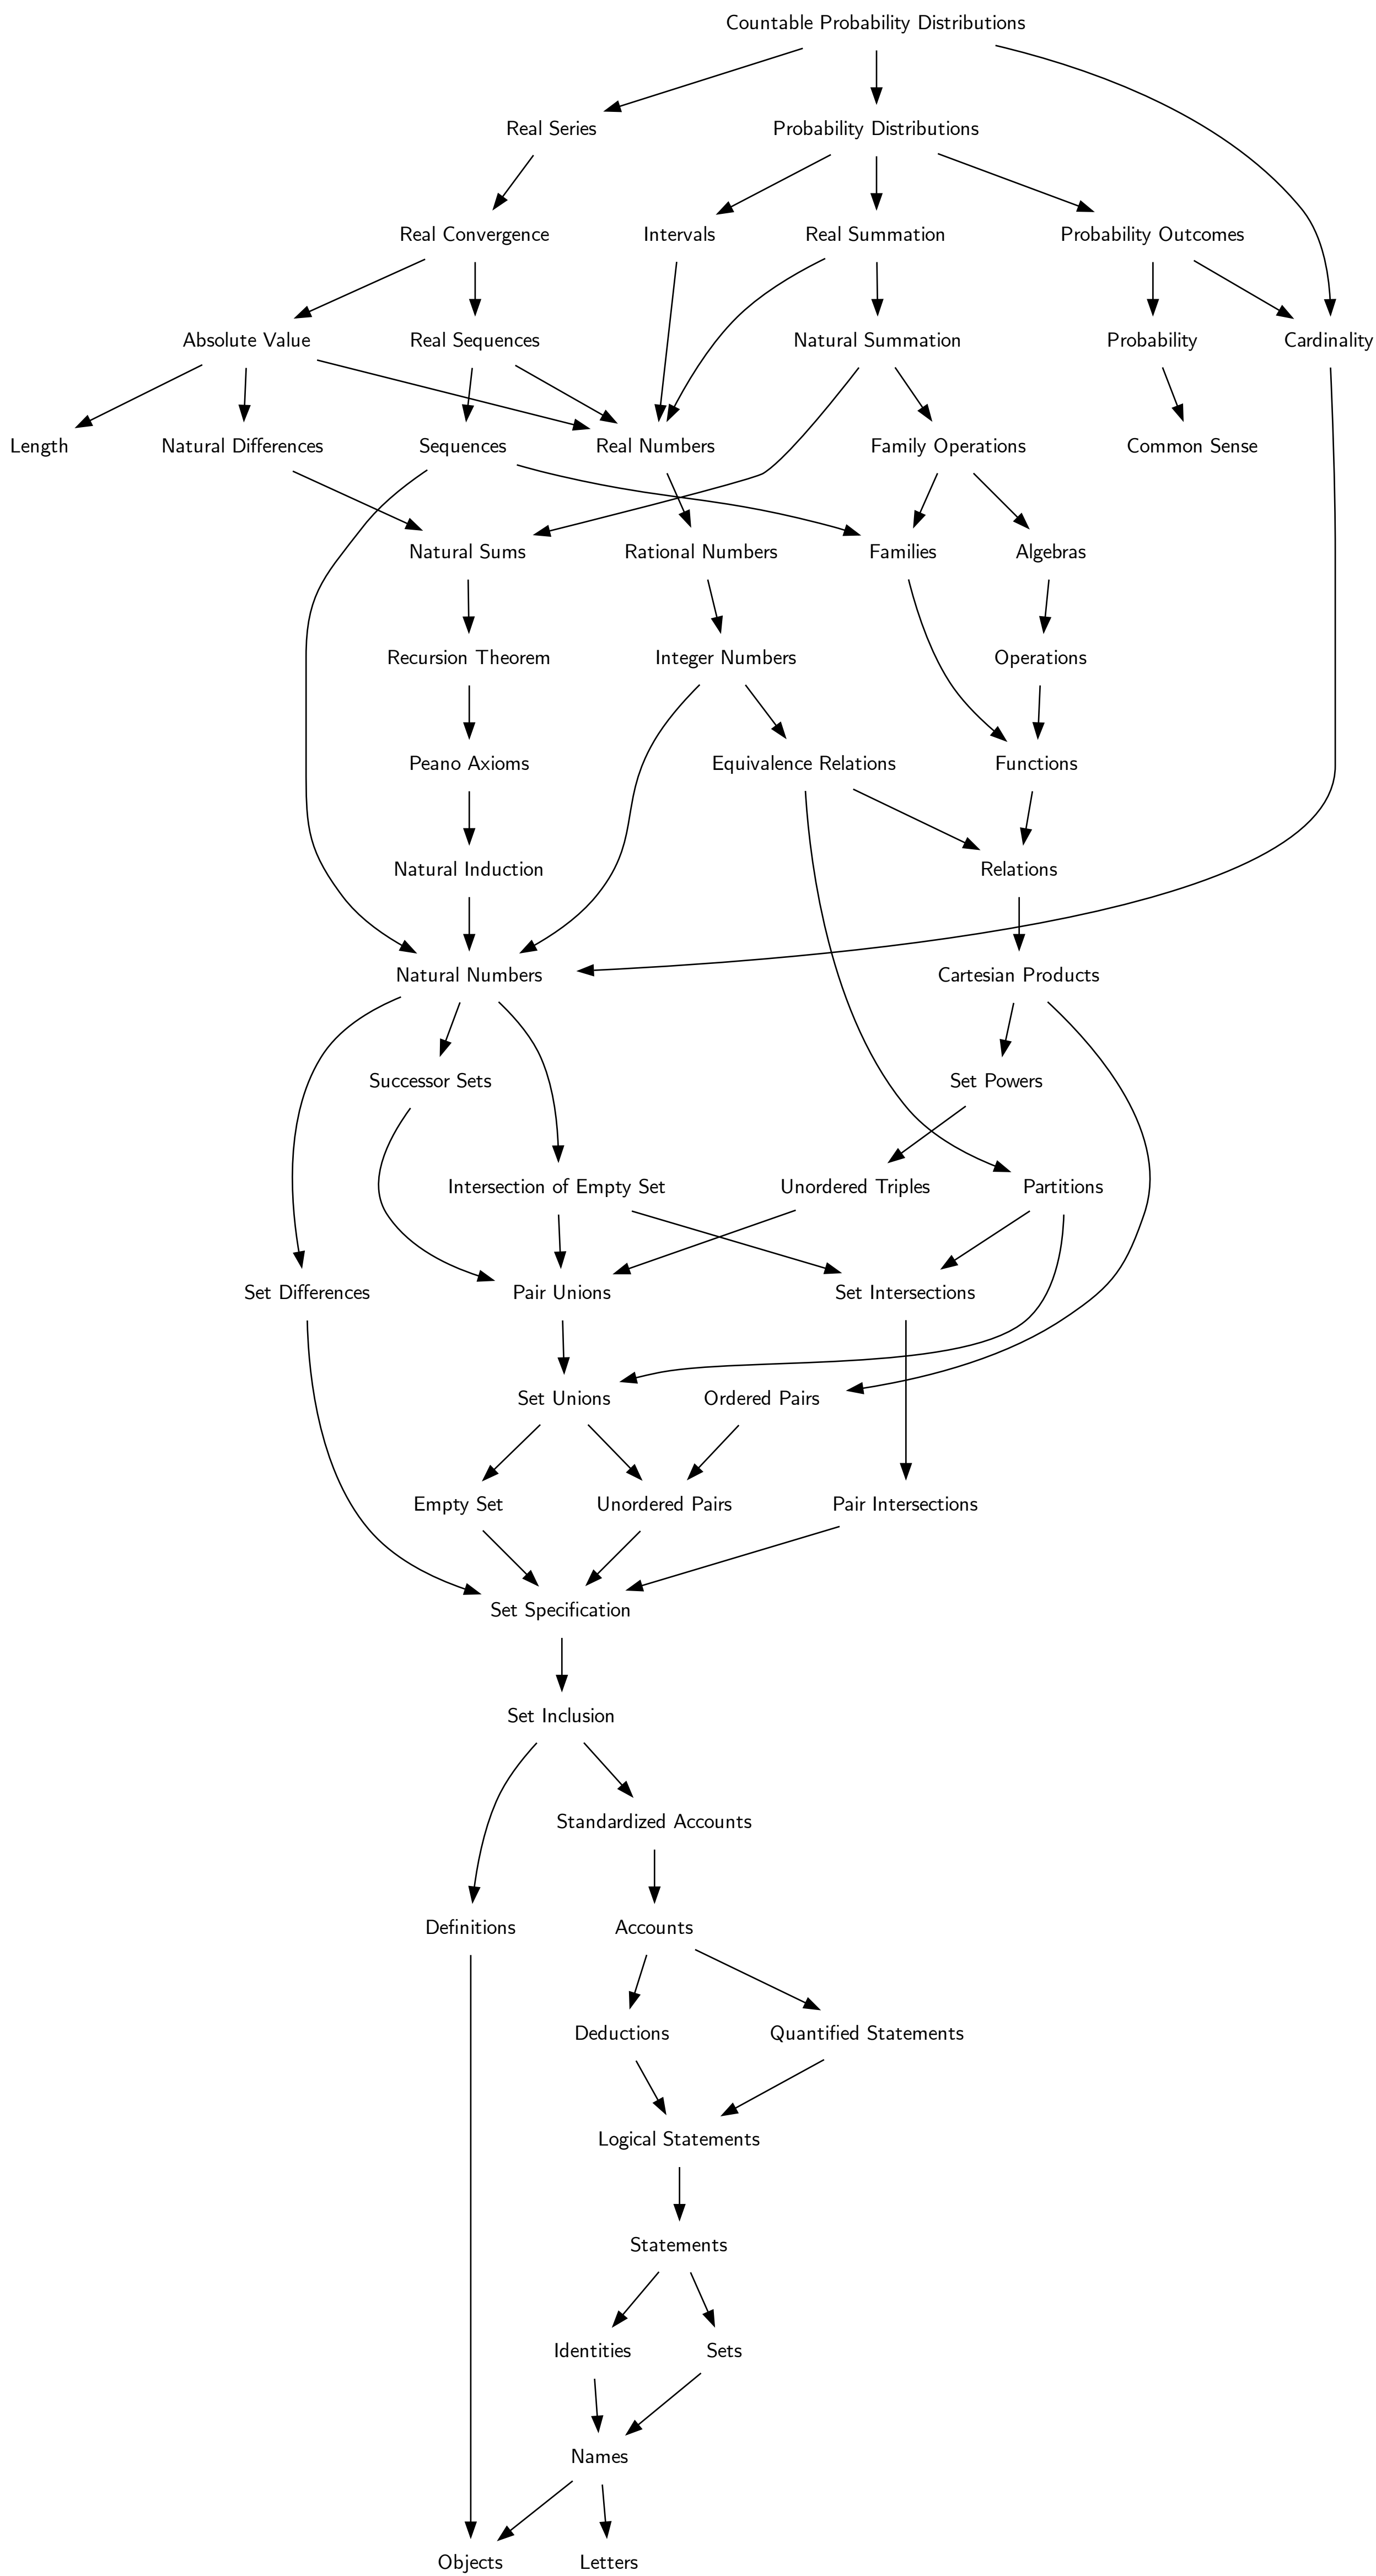 Countable Probability Distributions
Real Series
Probability Distributions
Real Convergence
Intervals
Real Summation
Probability Outcomes
Absolute Value
Real Sequences
Natural Summation
Probability
Cardinality
Length
Natural Differences
Sequences
Real Numbers
Family Operations
Common Sense
Natural Sums
Rational Numbers
Families
Algebras
Recursion Theorem
Integer Numbers
Operations
Peano Axioms
Equivalence Relations
Functions
Natural Induction
Relations
Natural Numbers
Cartesian Products
Successor Sets
Set Powers
Intersection of Empty Set
Unordered Triples
Partitions
Set Differences
Pair Unions
Set Intersections
Set Unions
Ordered Pairs
Empty Set
Unordered Pairs
Pair Intersections
Set Specification
Set Inclusion
Standardized Accounts
Definitions
Accounts
Deductions
Quantified Statements
Logical Statements
Statements
Identities
Sets
Names
Objects
Letters